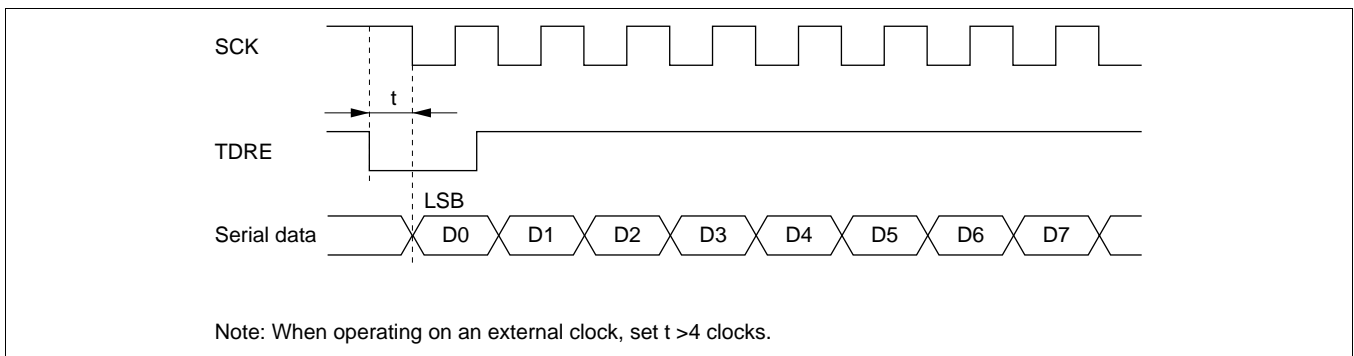 SCK
t
TDRE
LSB
Serial data D0 D1 D2 D3 D4 D5 D6 D7
Note: When operating on an external clock, set t >4 clocks.